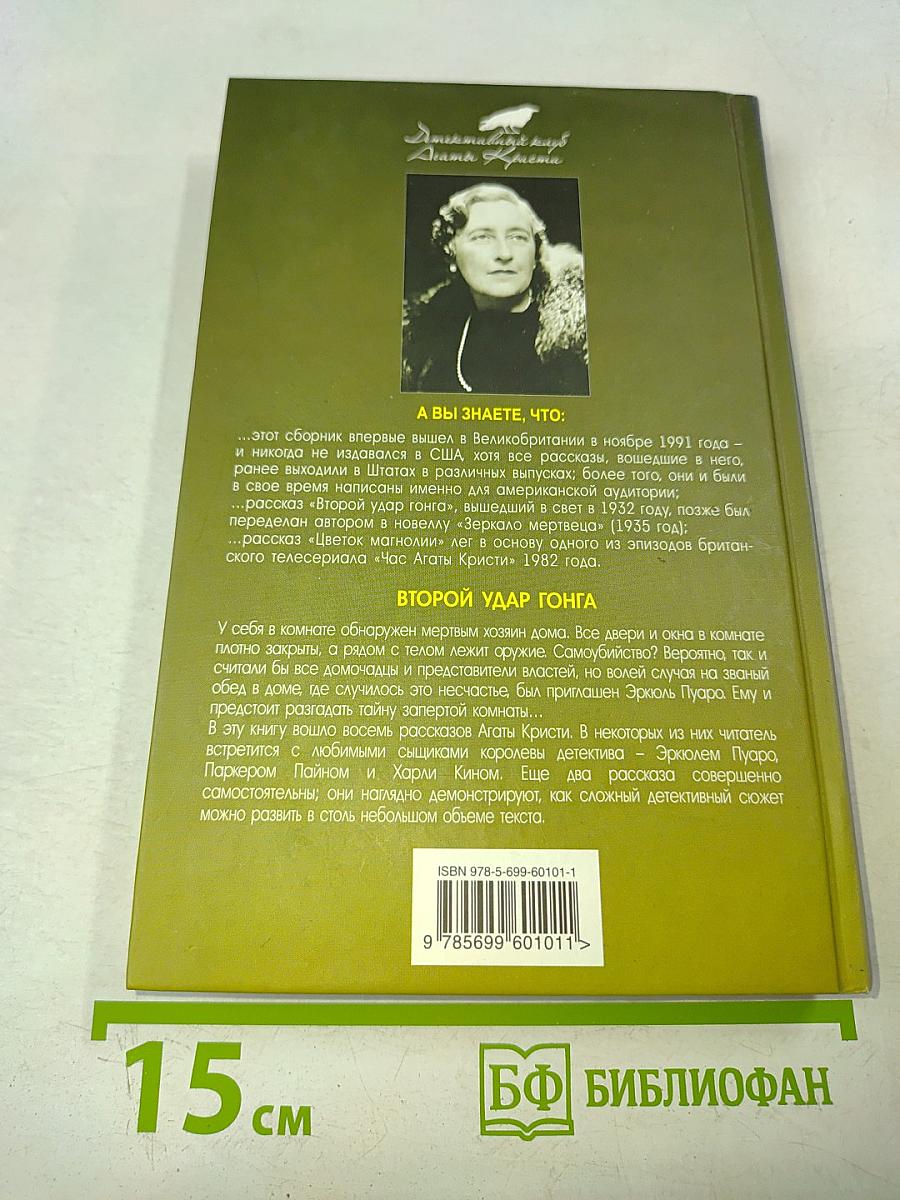 Детективный клуб
Агаты Кристи
А ВЫ ЗНАЕТЕ, ЧТО:
...этот сборник впервые вышел в Великобритании в ноябре 1991 года –
и никогда не издавался в США, хотя все рассказы, вошедшие в него,
ранее выходили в Штатах в различных выпусках; более того, они и были
в свое время написаны именно для американской аудитории;
...рассказ «Второй удар гонга», вышедший в свет в 1932 году, позже был
переделан автором в новеллу «Зеркало мертвеца» (1935 год);
...рассказ «Цветок магнолии» лег в основу одного из эпизодов британ-
ского телесериала «Час Агаты Кристи» 1982 года.
ВТОРОЙ УДАР ГОНГА
У себя в комнате обнаружен мертвым хозяин дома. Все двери и окна в комнате
плотно закрыты, а рядом с телом лежит оружие. Самоубийство? Вероятно, так и
считали бы все домочадцы и представители властей, но волей случая на званый
обед в доме, где случилось это несчастье, был приглашен Эркюль Пуаро. Ему и
предстоит разгадать тайну запертой комнаты...
В эту книгу вошло восемь рассказов Агаты Кристи. В некоторых из них читатель
встретится с любимыми сыщиками королевы детектива – Эркюлем Пуаро,
Паркером Пайном и Харли Кином. Еще два рассказа совершенно
самостоятельны; они наглядно демонстрируют, как сложный детективный сюжет
можно развить в столь небольшом объеме текста.
ISBN 978-5-699-60101-1
9 785699 601011 >
15 см
БФ БИБЛИОФАН